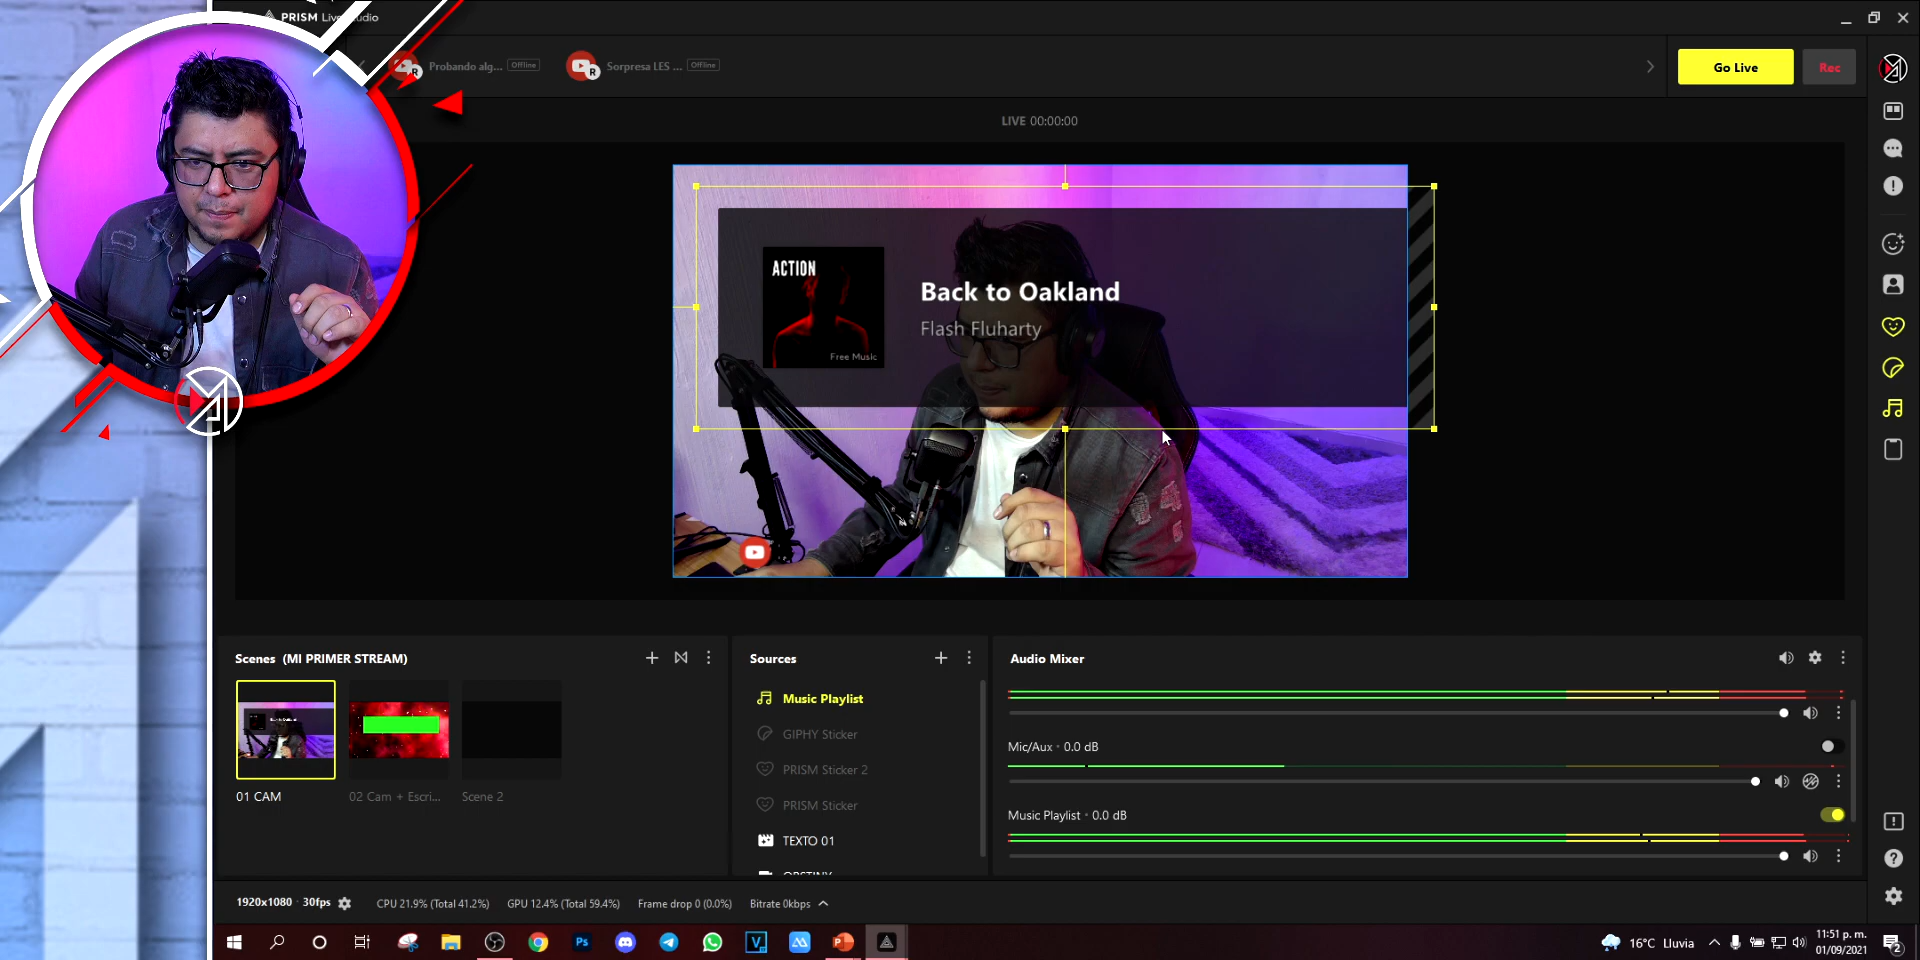 PRISM Live Studio
Probando alg...
Offline
Sorpresa LES ...
Offline
Go Live
Rec
LIVE 00:00:00
ACTION
Free Music
Back to Oakland
Flash Fluharty
Scenes (MI PRIMER STREAM)
01 CAM
02 Cam + Escri...
Scene 2
Sources
Music Playlist
GIPHY Sticker
PRISM Sticker 2
PRISM Sticker
TEXTO 01
Audio Mixer
Mic/Aux · 0.0 dB
Music Playlist · 0.0 dB
1920x1080 · 30fps
CPU 21.9% (Total 41.2%)
GPU 12.4% (Total 59.4%)
Frame drop 0 (0.0%)
Bitrate 0kbps
16°C Lluvia
11:51 p. m.
01/09/2021
2